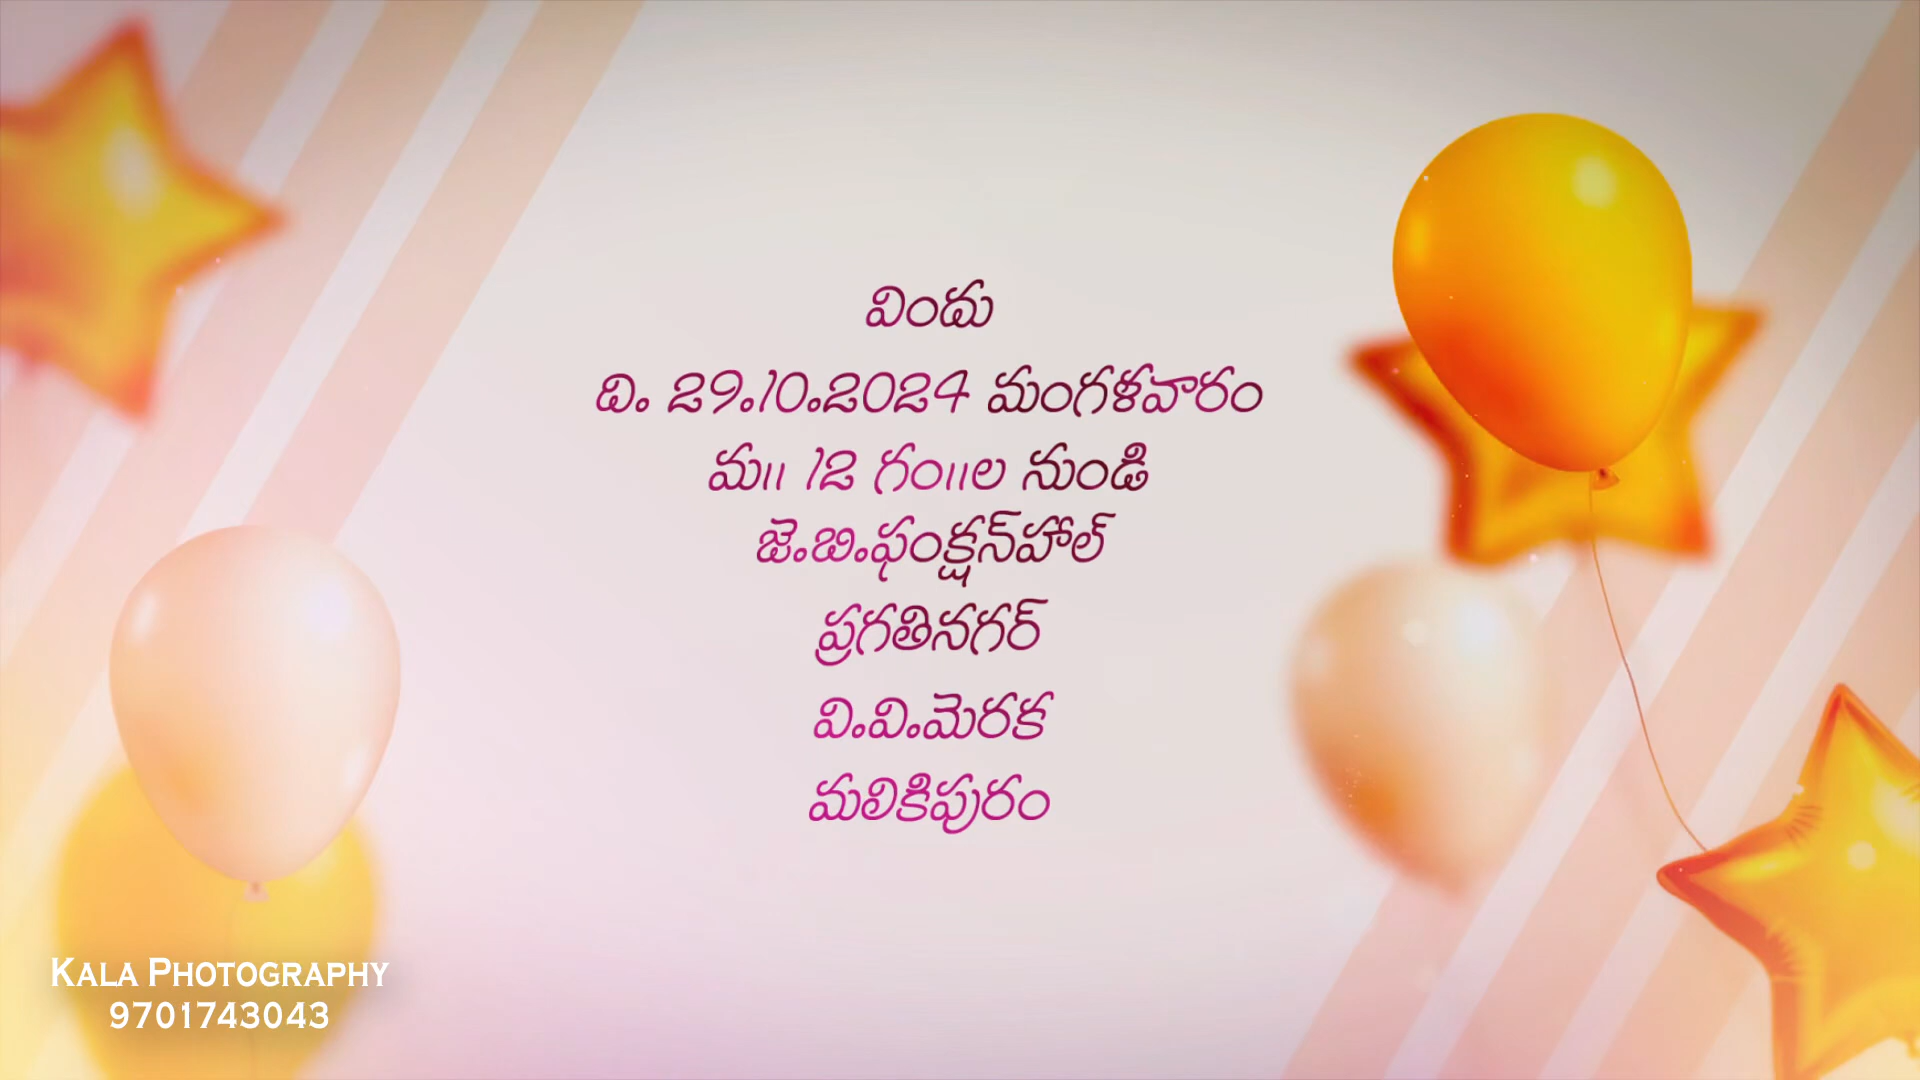 విందు
ది. 29.10.2024 మంగళవారం
మ॥ 12 గం॥ల నుండి
జె.బి.ఫంక్షన్‌హాల్
ప్రగతినగర్
వి.వి.మెరక
మలికిపురం
KALA PHOTOGRAPHY
9701743043